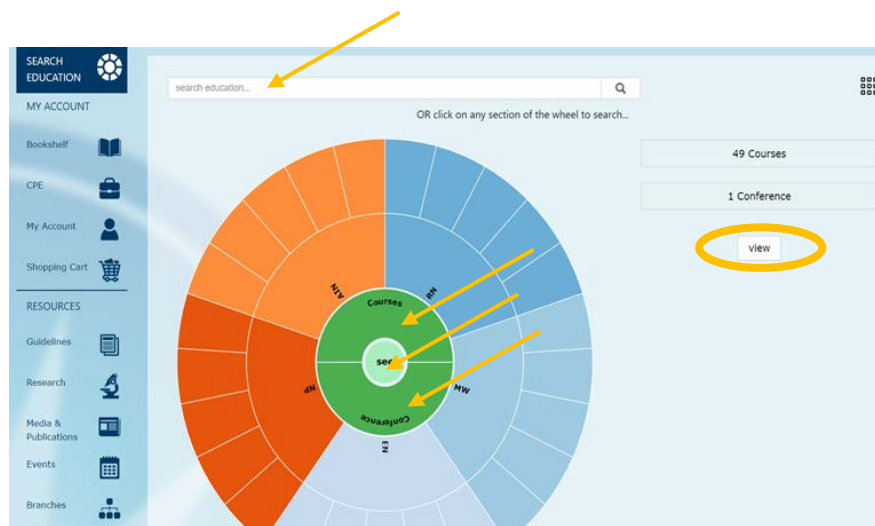 SEARCH
EDUCATION
MY ACCOUNT
Bookshelf
CPE
My Account
Shopping Cart
RESOURCES
Guidelines
Research
Media &
Publications
Events
Branches
search education...
OR click on any section of the wheel to search...
49 Courses
1 Conference
view
AIN
RN
Courses
NP
MW
Conference
EN